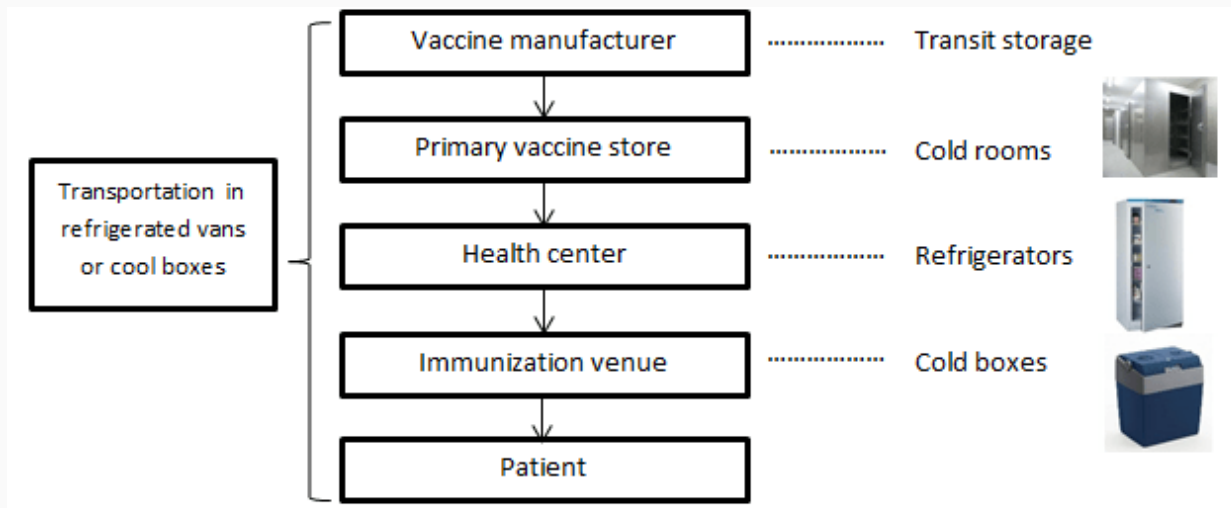 Vaccine manufacturer ……………… Transit storage
Primary vaccine store ……………… Cold rooms
Transportation in
refrigerated vans
or cool boxes
Health center ……………… Refrigerators
Immunization venue ……………… Cold boxes
Patient